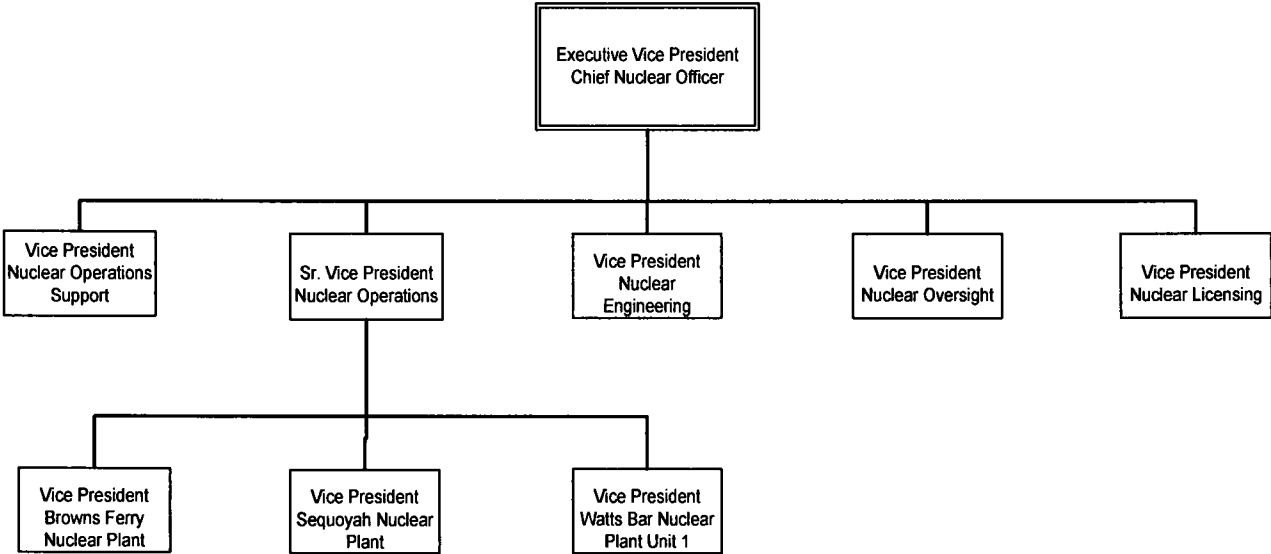 Executive Vice President
Chief Nuclear Officer
Vice President
Nuclear Operations
Support
Sr. Vice President
Nuclear Operations
Vice President
Nuclear
Engineering
Vice President
Nuclear Oversight
Vice President
Nuclear Licensing
Vice President
Browns Ferry
Nuclear Plant
Vice President
Sequoyah Nuclear
Plant
Vice President
Watts Bar Nuclear
Plant Unit 1